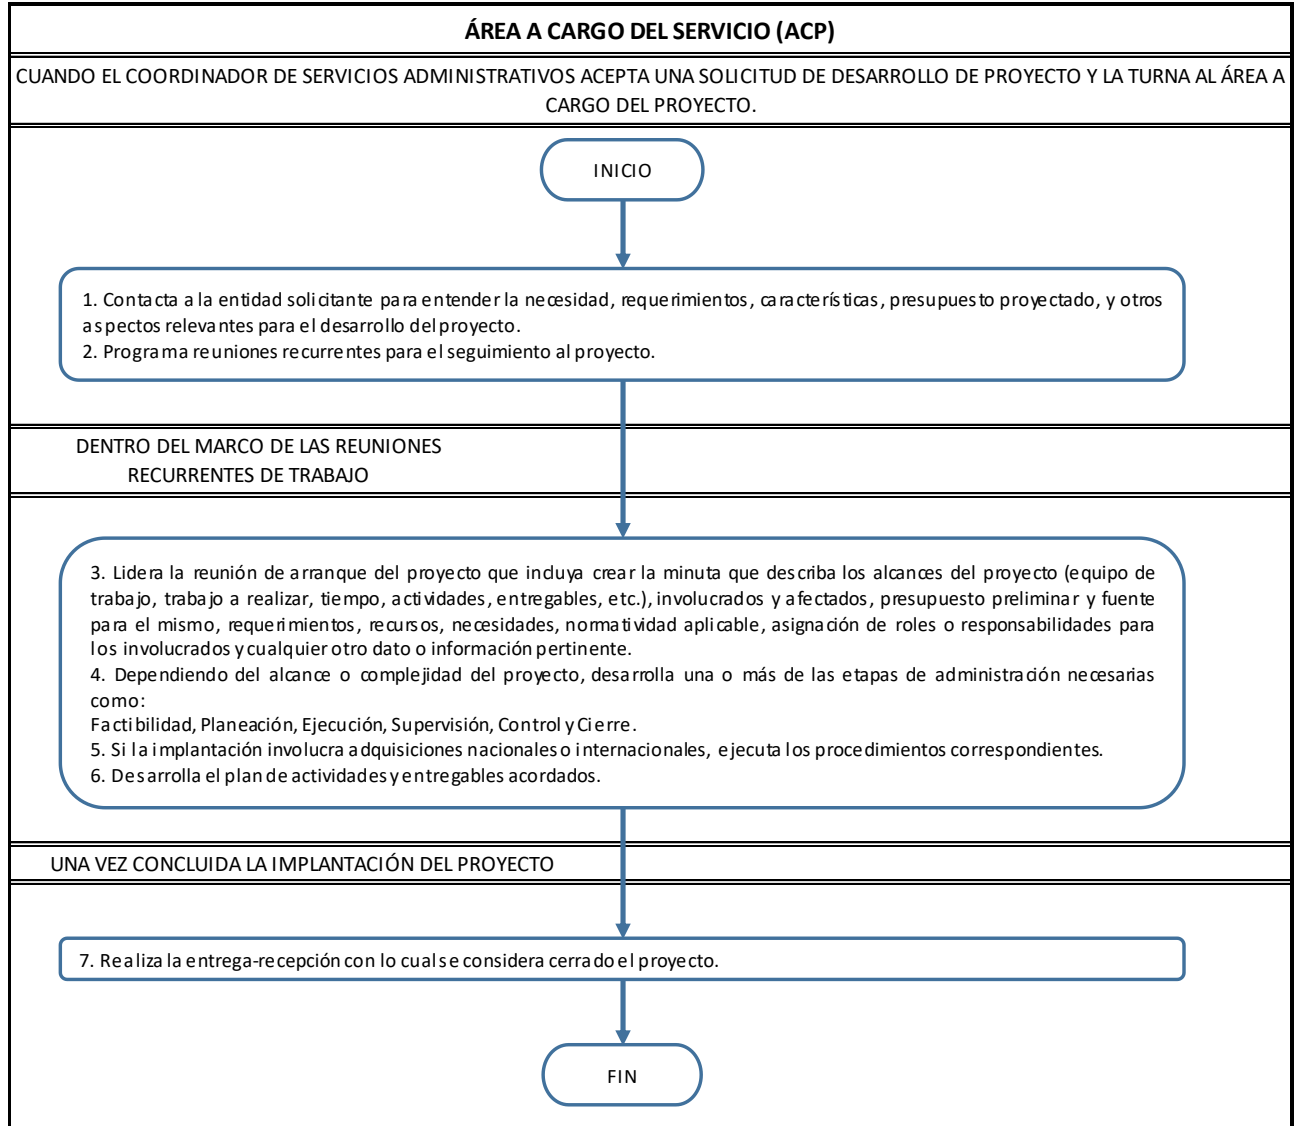 ÁREA A CARGO DEL SERVICIO (ACP)
CUANDO EL COORDINADOR DE SERVICIOS ADMINISTRATIVOS ACEPTA UNA SOLICITUD DE DESARROLLO DE PROYECTO Y LA TURNA AL ÁREA A
CARGO DEL PROYECTO.
INICIO
1. Contacta a la entidad solicitante para entender la necesidad, requerimientos, características, presupuesto proyectado, y otros
aspectos relevantes para el desarrollo del proyecto.
2. Programa reuniones recurrentes para el seguimiento al proyecto.
DENTRO DEL MARCO DE LAS REUNIONES
RECURRENTES DE TRABAJO
3. Lidera la reunión de arranque del proyecto que incluya crear la minuta que describa los alcances del proyecto (equipo de
trabajo, trabajo a realizar, tiempo, actividades, entregables, etc.), involucrados y afectados, presupuesto preliminar y fuente
para el mismo, requerimientos, recursos, necesidades, normatividad aplicable, asignación de roles o responsabilidades para
los involucrados y cualquier otro dato o información pertinente.
4. Dependiendo del alcance o complejidad del proyecto, desarrolla una o más de las etapas de administración necesarias
como:
Factibilidad, Planeación, Ejecución, Supervisión, Control y Cierre.
5. Si la implantación involucra adquisiciones nacionales o internacionales, ejecuta los procedimientos correspondientes.
6. Desarrolla el plan de actividades y entregables acordados.
UNA VEZ CONCLUIDA LA IMPLANTACIÓN DEL PROYECTO
7. Realiza la entrega-recepción con lo cual se considera cerrado el proyecto.
FIN